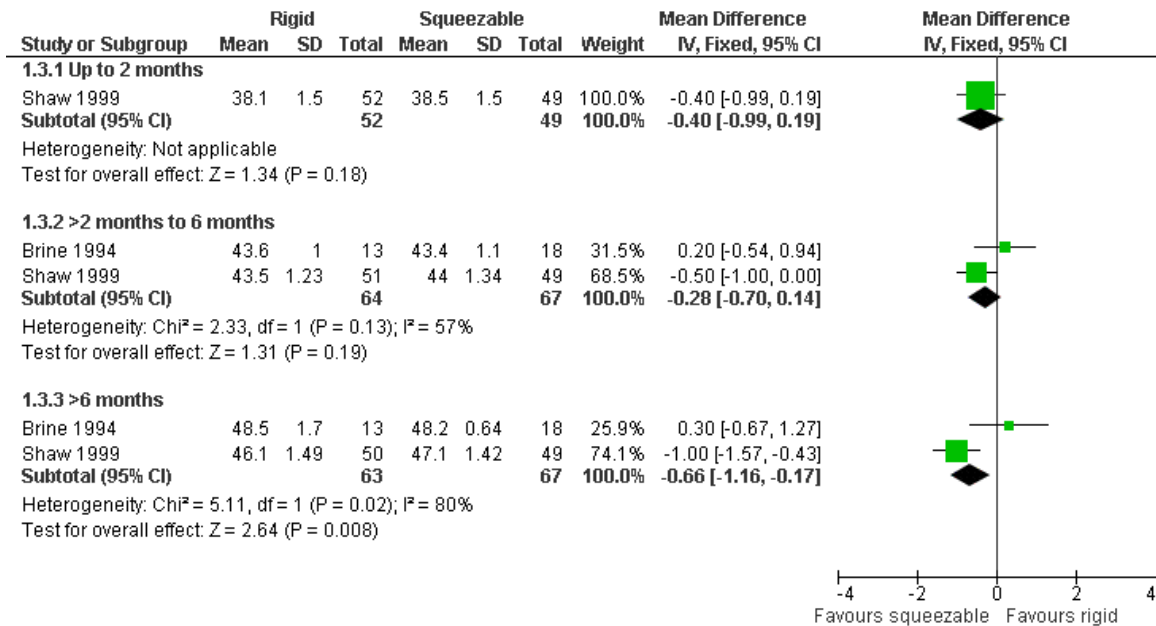 Rigid Squeezable Mean Difference Mean Difference
Study or Subgroup Mean SD Total Mean SD Total Weight IV, Fixed, 95% CI IV, Fixed, 95% CI
1.3.1 Up to 2 months
Shaw 1999 38.1 1.5 52 38.5 1.5 49 100.0% -0.40 [-0.99, 0.19]
Subtotal (95% CI) 52 49 100.0% -0.40 [-0.99, 0.19]
Heterogeneity: Not applicable
Test for overall effect: Z = 1.34 (P = 0.18)
1.3.2 >2 months to 6 months
Brine 1994 43.6 1 13 43.4 1.1 18 31.5% 0.20 [-0.54, 0.94]
Shaw 1999 43.5 1.23 51 44 1.34 49 68.5% -0.50 [-1.00, 0.00]
Subtotal (95% CI) 64 67 100.0% -0.28 [-0.70, 0.14]
Heterogeneity: Chi² = 2.33, df = 1 (P = 0.13); I² = 57%
Test for overall effect: Z = 1.31 (P = 0.19)
1.3.3 >6 months
Brine 1994 48.5 1.7 13 48.2 0.64 18 25.9% 0.30 [-0.67, 1.27]
Shaw 1999 46.1 1.49 50 47.1 1.42 49 74.1% -1.00 [-1.57, -0.43]
Subtotal (95% CI) 63 67 100.0% -0.66 [-1.16, -0.17]
Heterogeneity: Chi² = 5.11, df = 1 (P = 0.02); I² = 80%
Test for overall effect: Z = 2.64 (P = 0.008)
-4 -2 0 2 4
Favours squeezable Favours rigid